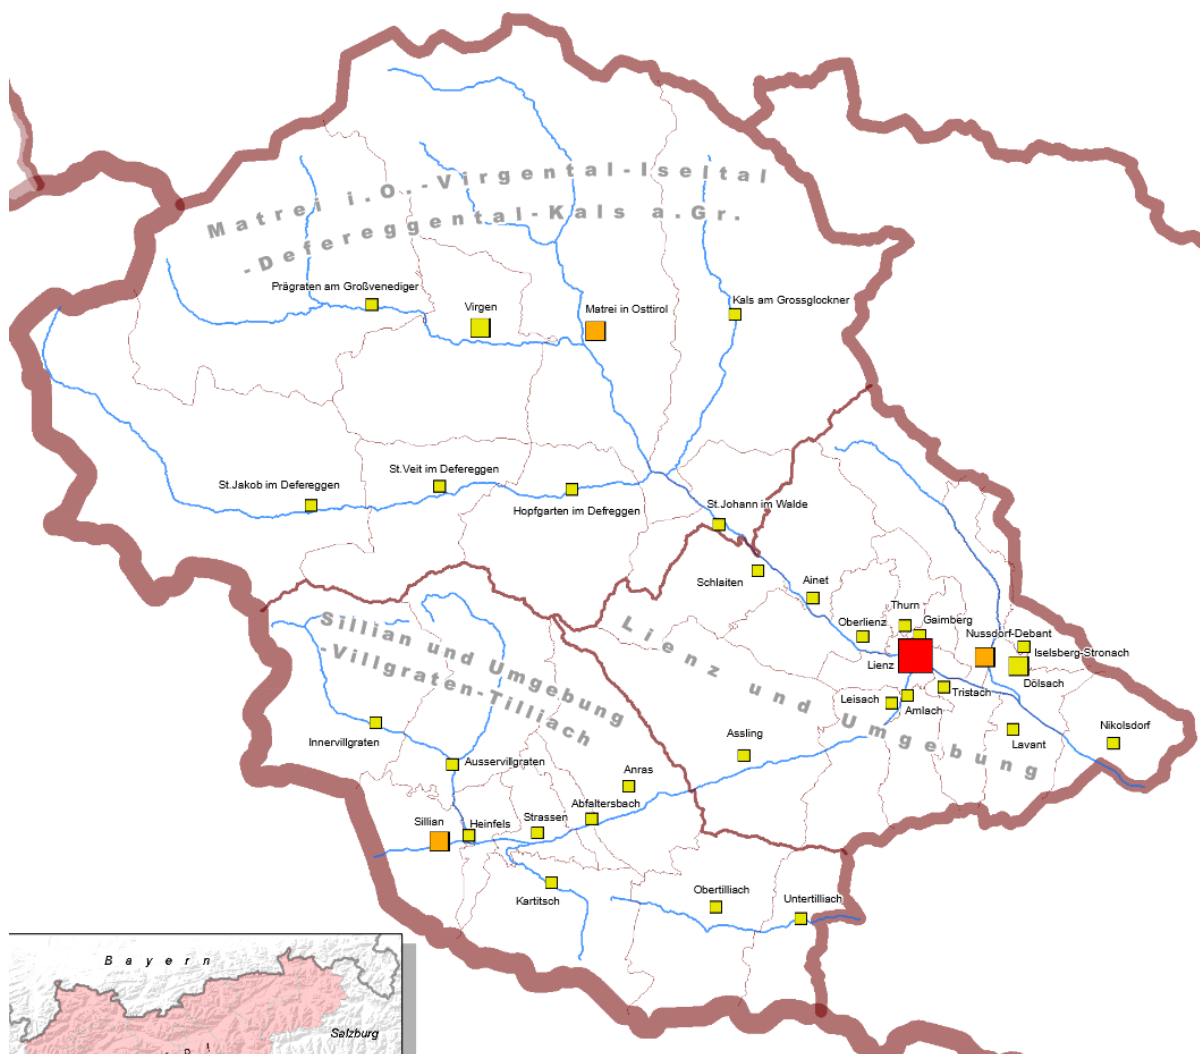 Matrei i.O.-Virgental-Iseltal
-Defereggental-Kals a.Gr.
Prägraten am Großvenediger
Virgen
Matrei in Osttirol
Kals am Grossglockner
St.Jakob im Defereggen
St.Veit im Defereggen
Hopfgarten im Defreggen
St.Johann im Walde
Schlaiten
Ainet
Oberlienz
Thurn
Gaimberg
Nussdorf-Debant
Iselsberg-Stronach
Lienz
Dölsach
Leisach
Amlach
Tristach
Lavant
Nikolsdorf
Assling
Lienz und Umgebung
Sillian und Umgebung
-Villgraten-Tilliach
Innervillgraten
Ausservillgraten
Anras
Abfaltersbach
Strassen
Heinfels
Sillian
Kartitsch
Obertilliach
Untertilliach
Bayern
Salzburg